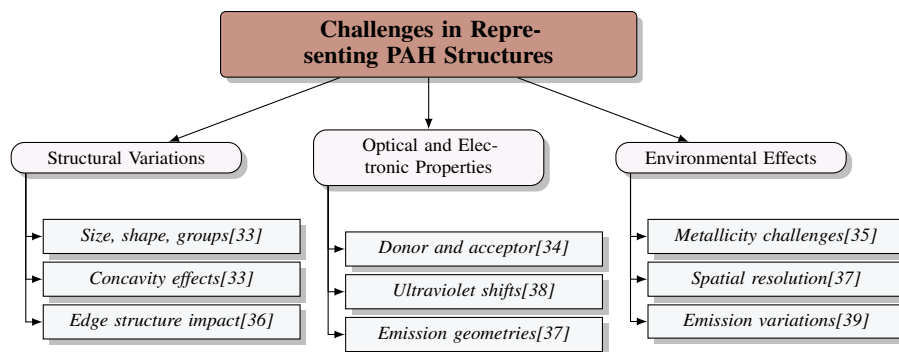 Challenges in Repre-
senting PAH Structures
Structural Variations
Size, shape, groups[33]
Concavity effects[33]
Edge structure impact[36]
Optical and Elec-
tronic Properties
Donor and acceptor[34]
Ultraviolet shifts[38]
Emission geometries[37]
Environmental Effects
Metallicity challenges[35]
Spatial resolution[37]
Emission variations[39]